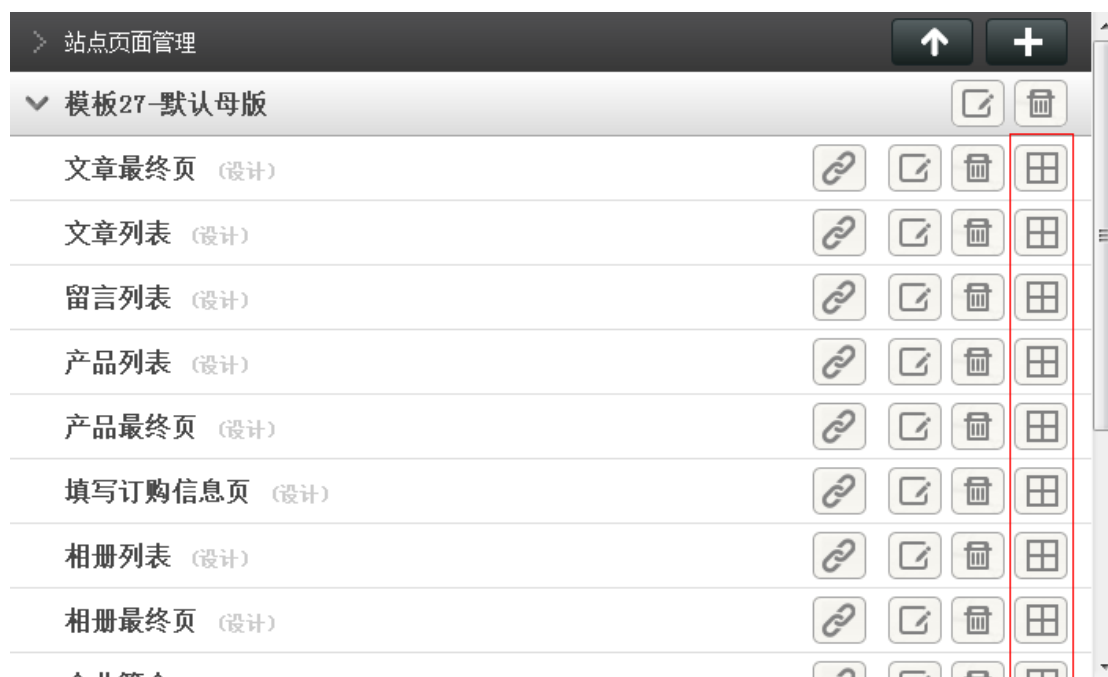 站点页面管理
模板27-默认母版
文章最终页 （设计）
文章列表 （设计）
留言列表 （设计）
产品列表 （设计）
产品最终页 （设计）
填写订购信息页 （设计）
相册列表 （设计）
相册最终页 （设计）